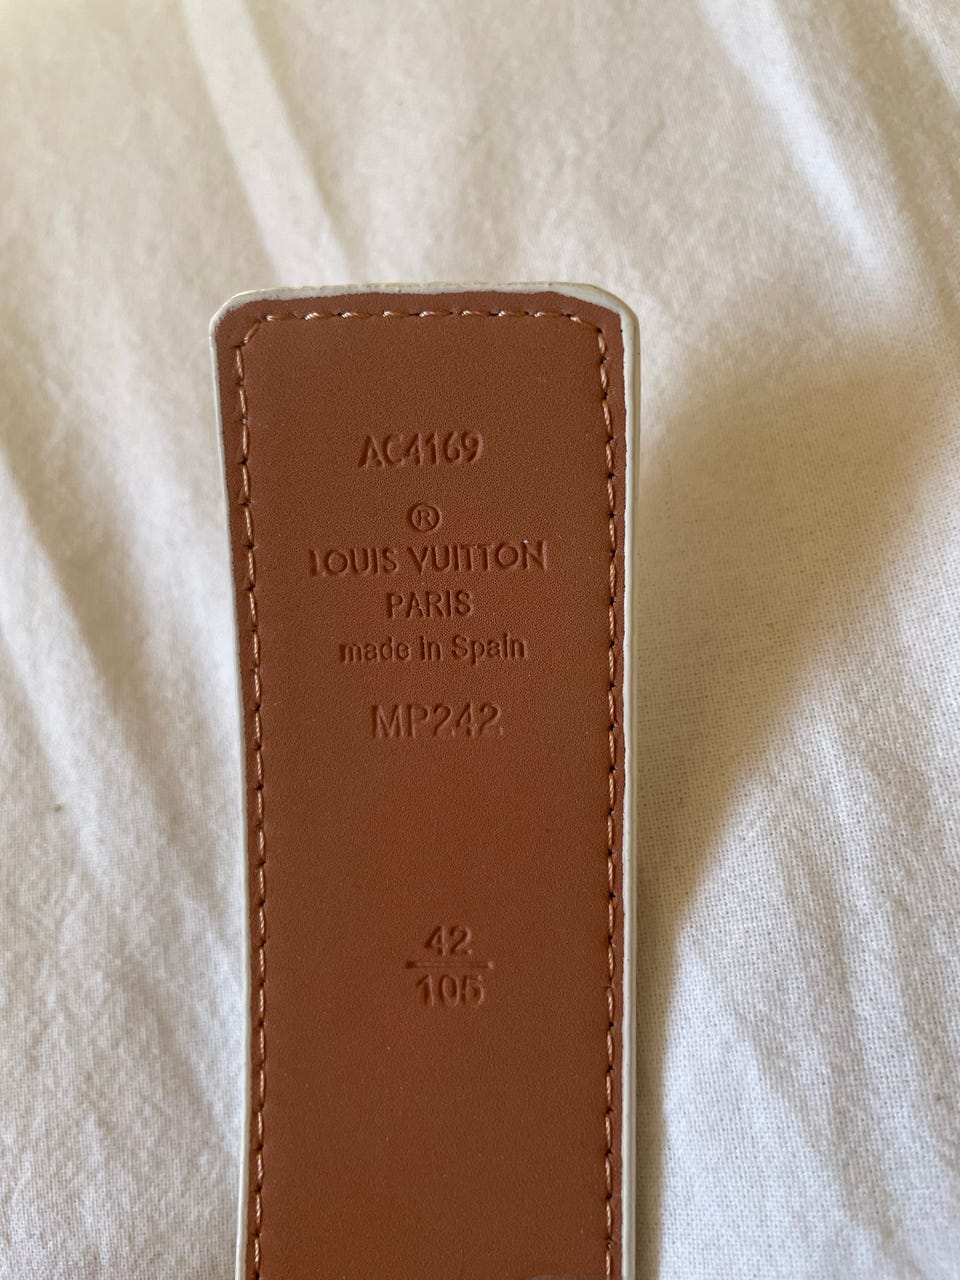 AC4169
®
LOUIS VUITTON
PARIS
made in Spain
MP242
42
105